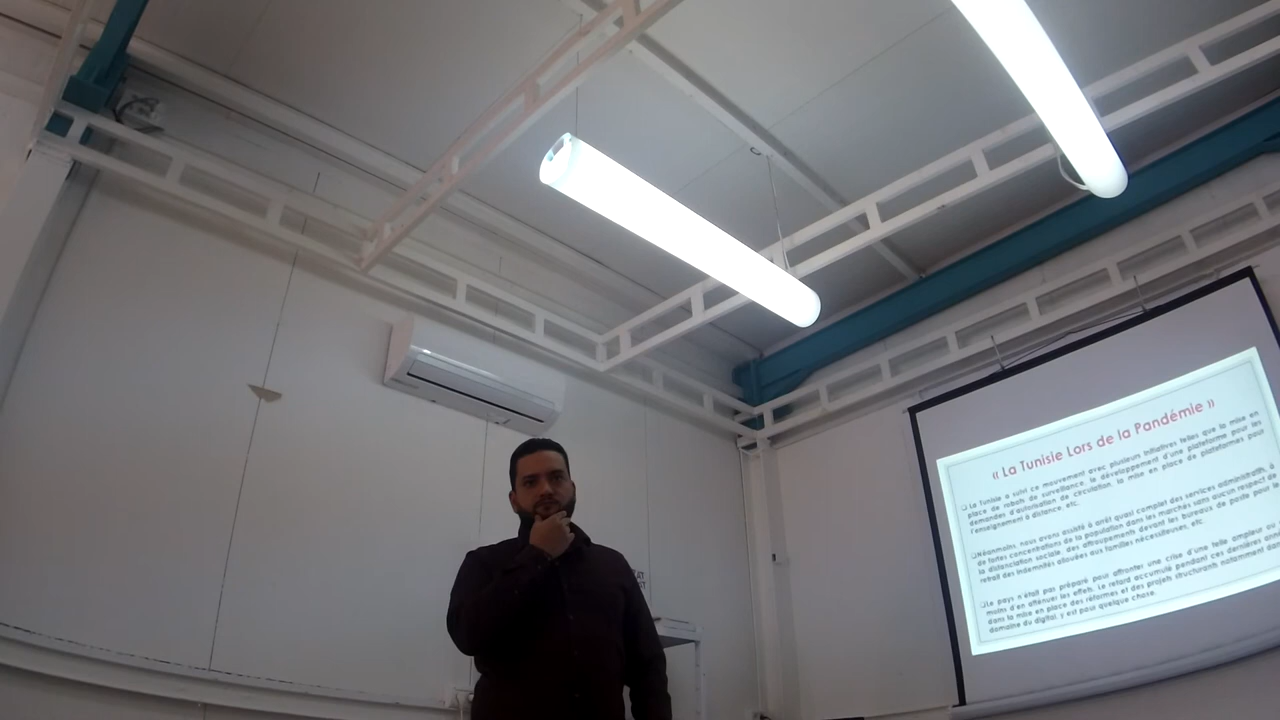 « La Tunisie Lors de la Pandémie »
❑ La Tunisie a suivi ce mouvement avec plusieurs initiatives telles que la mise en
place de robots de surveillance, le développement d'une plateforme pour les
demandes d'autorisation de circulation, la mise en place de plateformes pour
l'enseignement à distance, etc.
❑Néanmoins, nous avons assisté à arrêt quasi complet des services administratifs, à
de fortes concentrations de la population dans les marchés sans aucun respect de
la distanciation sociale, des attroupements devant les bureaux de poste pour le
retrait des indemnités allouées aux familles nécessiteuses, etc.
❑Le pays n'était pas préparé pour affronter une crise d'une telle ampleur ou
moins d'en atténuer les effets. Le retard accumulé pendant ces dernières
dans la mise en place des réformes et des projets structurants notamment
domaine du digital, y est pour quelque chose.